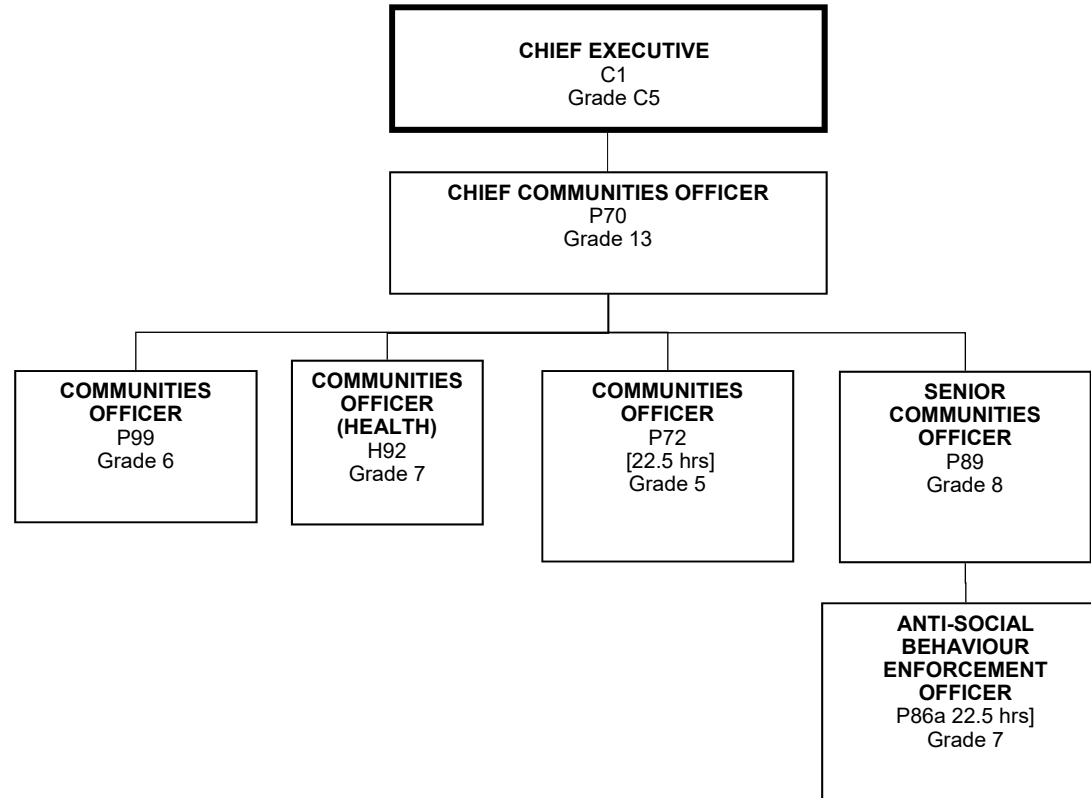 CHIEF EXECUTIVE
C1
Grade C5
CHIEF COMMUNITIES OFFICER
P70
Grade 13
COMMUNITIES
OFFICER
P99
Grade 6
COMMUNITIES
OFFICER
(HEALTH)
H92
Grade 7
COMMUNITIES
OFFICER
P72
[22.5 hrs]
Grade 5
SENIOR
COMMUNITIES
OFFICER
P89
Grade 8
ANTI-SOCIAL
BEHAVIOUR
ENFORCEMENT
OFFICER
P86a 22.5 hrs]
Grade 7